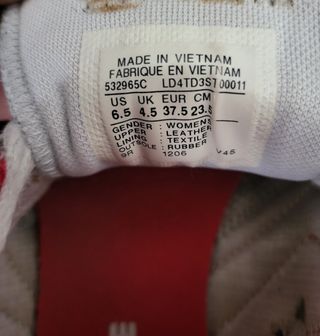 MADE IN VIETNAM
FABRIQUE EN VIETNAM
532965C LD4TD3S7 00011
US UK EUR CM
6.5 4.5 37.5 23.5
GENDER : WOMENS
UPPER : LEATHER
LINING : TEXTILE
OUTSOLE : RUBBER
9R 1206